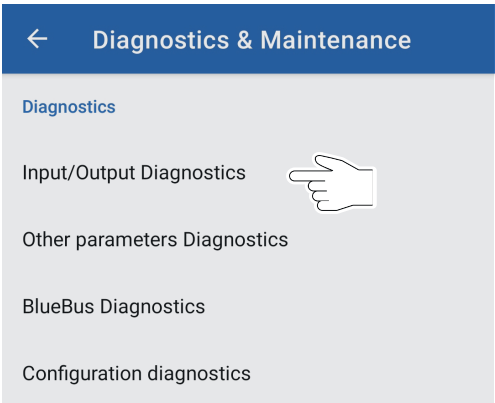 Diagnostics & Maintenance
Diagnostics
Input/Output Diagnostics
Other parameters Diagnostics
BlueBus Diagnostics
Configuration diagnostics